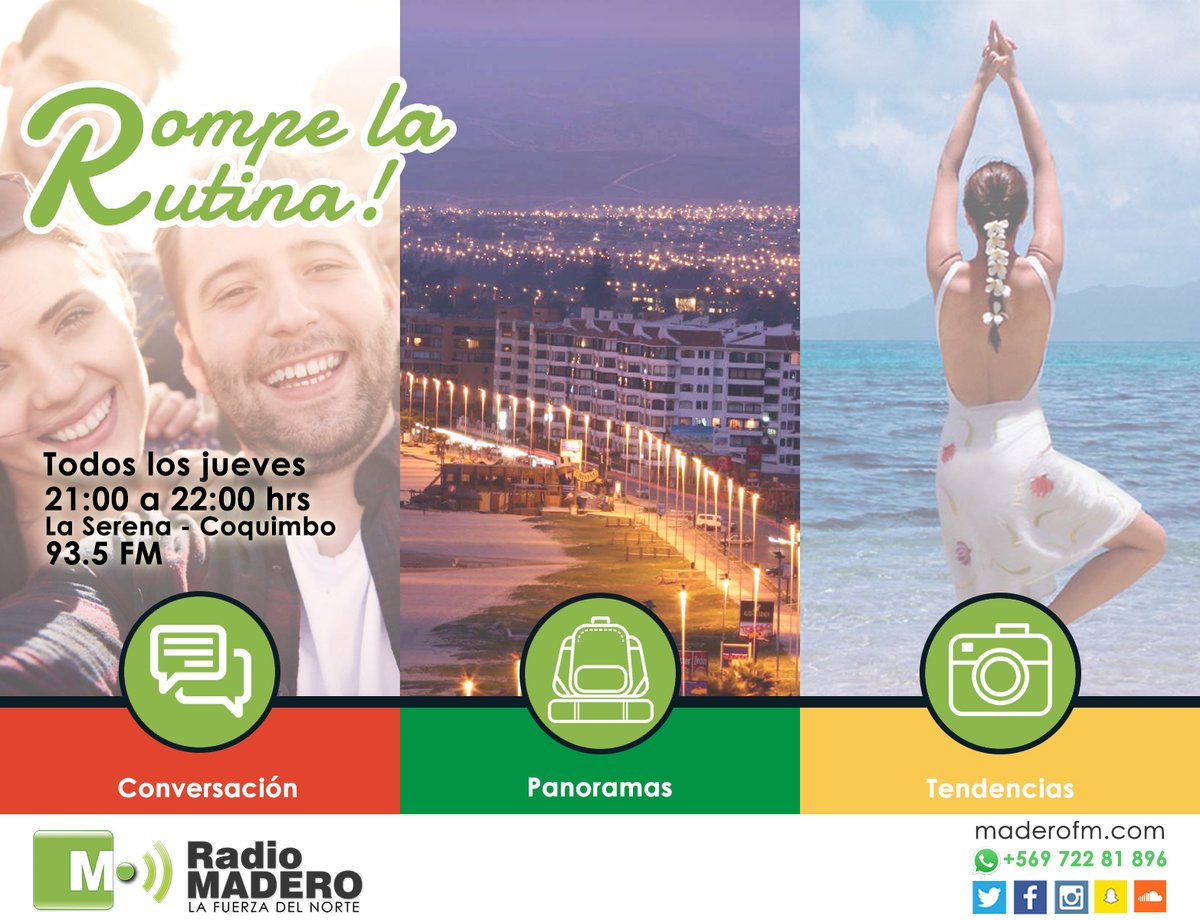 Rompe la
Rutina!
Todos los jueves
21:00 a 22:00 hrs
La Serena - Coquimbo
93.5 FM
Conversación
Panoramas
Tendencias
M
Radio
MADERO
LA FUERZA DEL NORTE
maderofm.com
+569 722 81 896